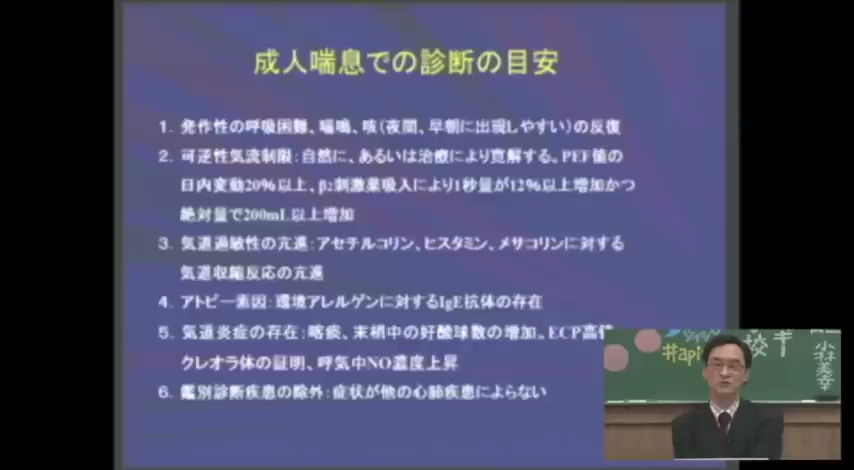 成人喘息での診断の目安
1. 発作性の呼吸困難、喘鳴、咳(夜間、早朝に出現しやすい)の反復
2. 可逆性気流制限:自然に、あるいは治療により寛解する。PEF値の
日内変動20%以上、β2刺激薬吸入により1秒量が12%以上増加かつ
絶対量で200mL以上増加
3. 気道過敏性の亢進:アセチルコリン、ヒスタミン、メサコリンに対する
気道収縮反応の亢進
4. アトピー素因:環境アレルゲンに対するIgE抗体の存在
5. 気道炎症の存在:喀痰、末梢中の好酸球数の増加。ECP高値
クレオラ体の証明、呼気中NO濃度上昇
6. 鑑別診断疾患の除外:症状が他の心肺疾患によらない
#api
校
小林美幸